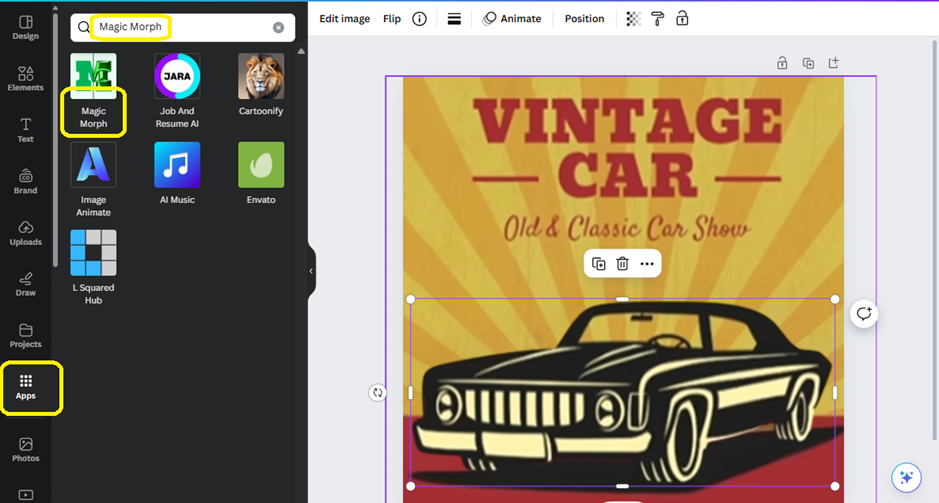 Design
Elements
Text
Brand
Uploads
Draw
Projects
Apps
Photos
Magic Morph
M
Magic
Morph
JARA
Job And
Resume AI
Cartoonify
Image
Animate
AI Music
Envato
L Squared
Hub
Edit image
Flip
Animate
Position
VINTAGE
CAR
Old & Classic Car Show